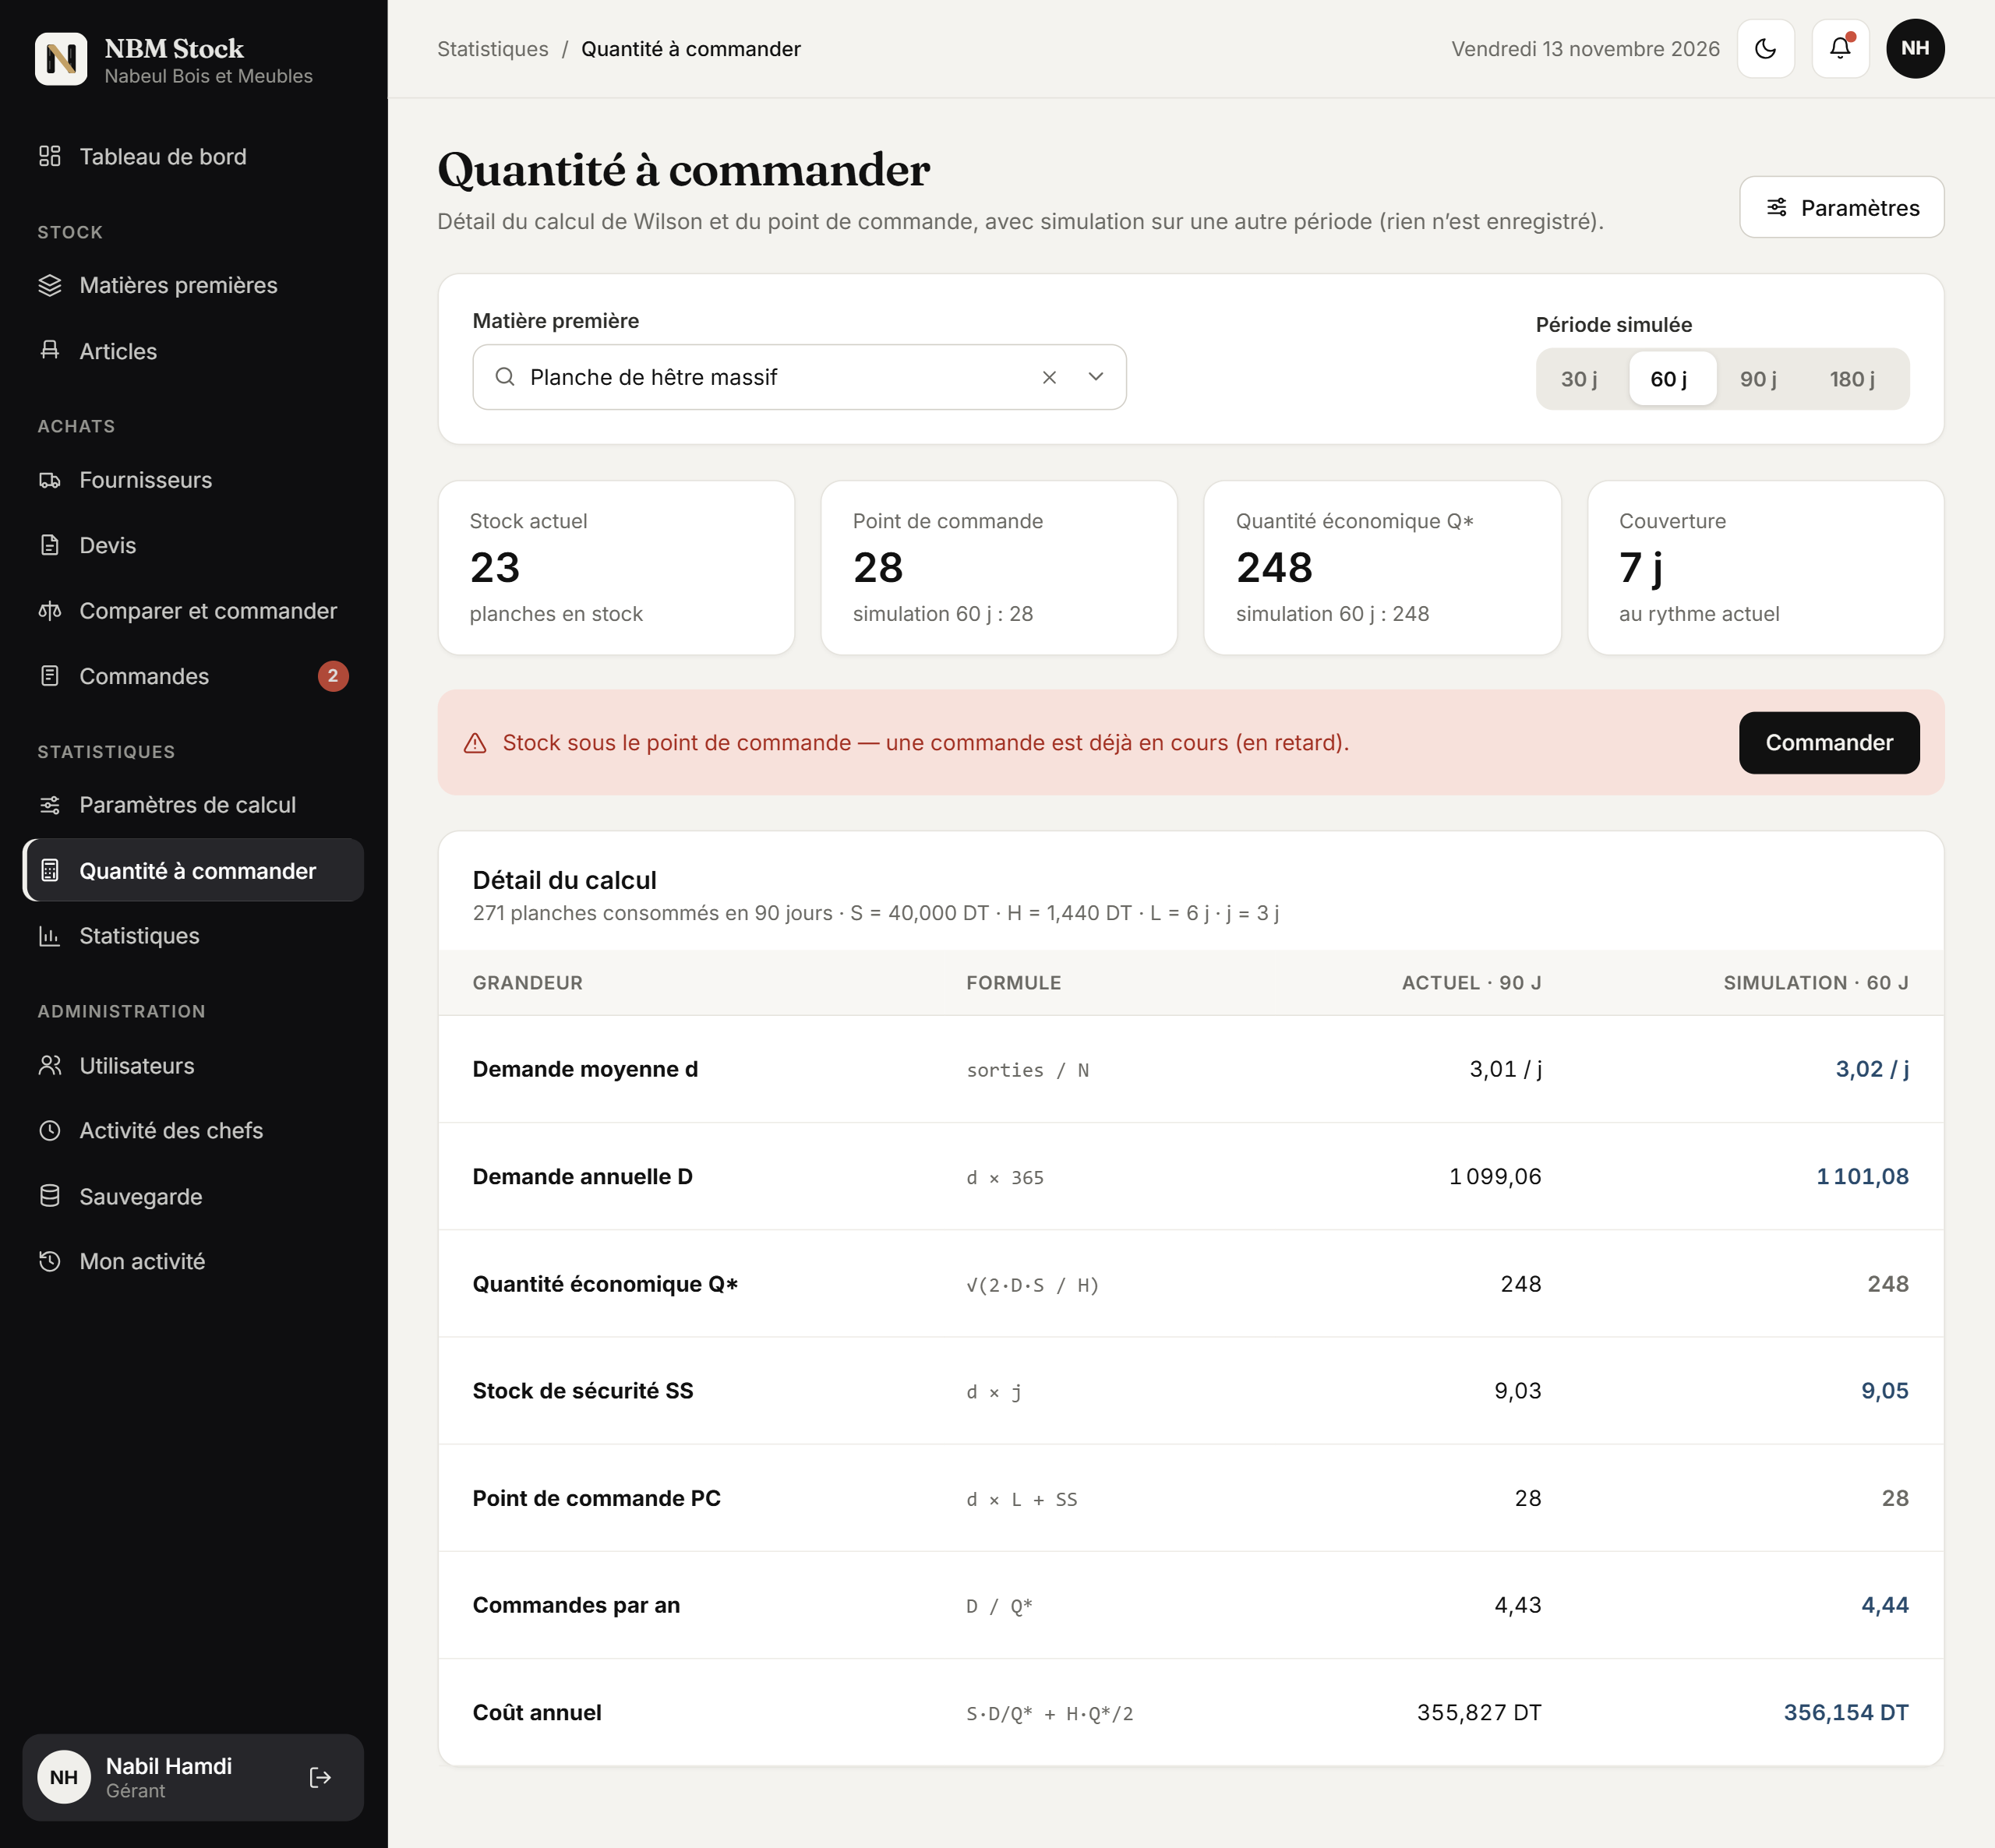 NBM Stock
Nabeul Bois et Meubles
Tableau de bord
STOCK
Matières premières
Articles
ACHATS
Fournisseurs
Devis
Comparer et commander
Commandes 2
STATISTIQUES
Paramètres de calcul
Quantité à commander
Statistiques
ADMINISTRATION
Utilisateurs
Activité des chefs
Sauvegarde
Mon activité
NH Nabil Hamdi
Gérant
Statistiques / Quantité à commander
Vendredi 13 novembre 2026
NH
Quantité à commander
Détail du calcul de Wilson et du point de commande, avec simulation sur une autre période (rien n’est enregistré).
Paramètres
Matière première
Planche de hêtre massif
Période simulée
30 j 60 j 90 j 180 j
Stock actuel
23
planches en stock
Point de commande
28
simulation 60 j : 28
Quantité économique Q*
248
simulation 60 j : 248
Couverture
7 j
au rythme actuel
Stock sous le point de commande — une commande est déjà en cours (en retard).
Commander
Détail du calcul
271 planches consommés en 90 jours · S = 40,000 DT · H = 1,440 DT · L = 6 j · j = 3 j
GRANDEUR FORMULE ACTUEL · 90 J SIMULATION · 60 J
Demande moyenne d sorties / N 3,01 / j 3,02 / j
Demande annuelle D d × 365 1 099,06 1 101,08
Quantité économique Q* √(2·D·S / H) 248 248
Stock de sécurité SS d × j 9,03 9,05
Point de commande PC d × L + SS 28 28
Commandes par an D / Q* 4,43 4,44
Coût annuel S·D/Q* + H·Q*/2 355,827 DT 356,154 DT